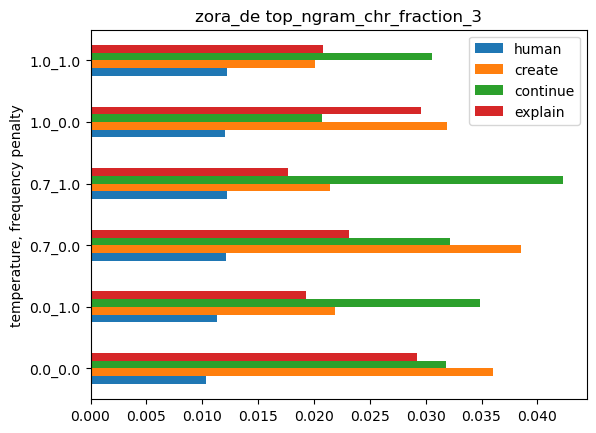 zora_de top_ngram_chr_fraction_3
human
create
continue
explain
temperature, frequency penalty
1.0_1.0
1.0_0.0
0.7_1.0
0.7_0.0
0.0_1.0
0.0_0.0
0.000 0.005 0.010 0.015 0.020 0.025 0.030 0.035 0.040